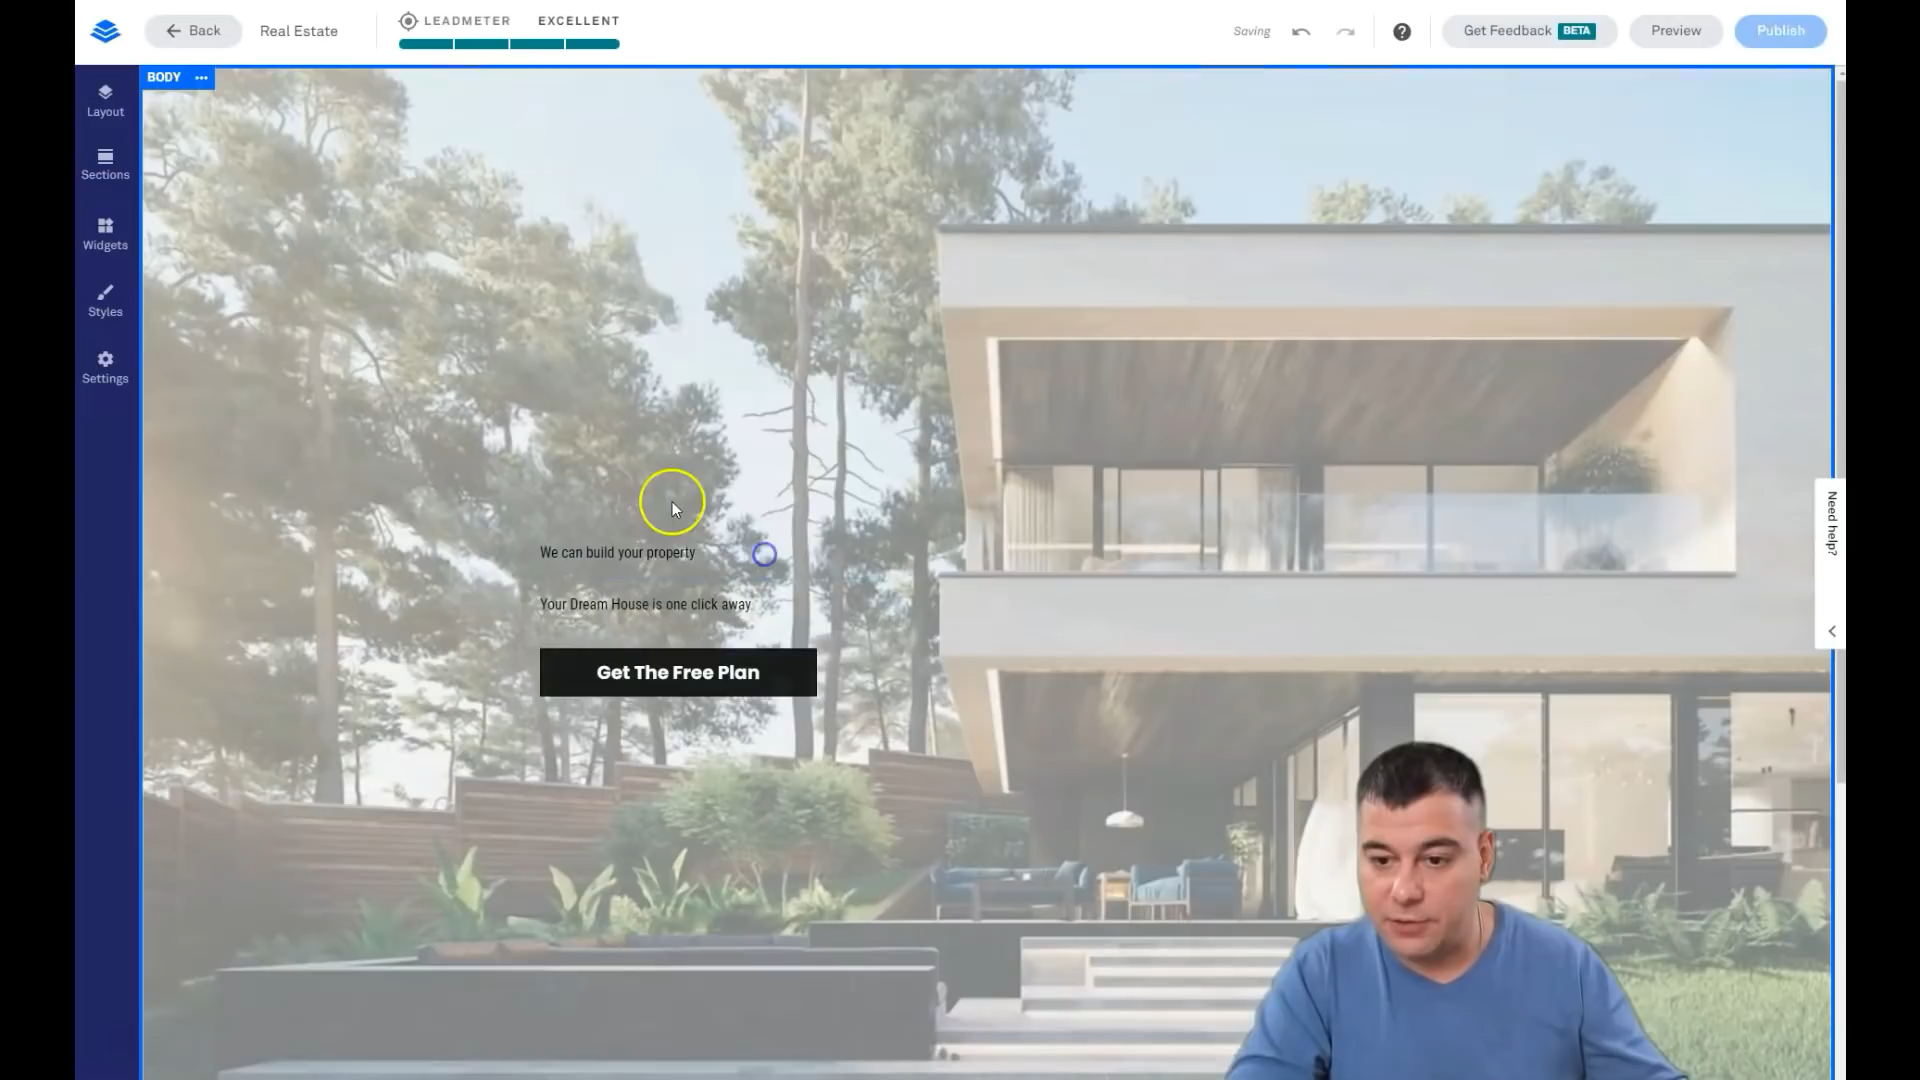 Back
Real Estate
LEADMETER EXCELLENT
Saving
Get Feedback BETA
Preview
Publish
BODY
Layout
Sections
Widgets
Styles
Settings
We can build your property
Your Dream House is one click away
Get The Free Plan
Need help?